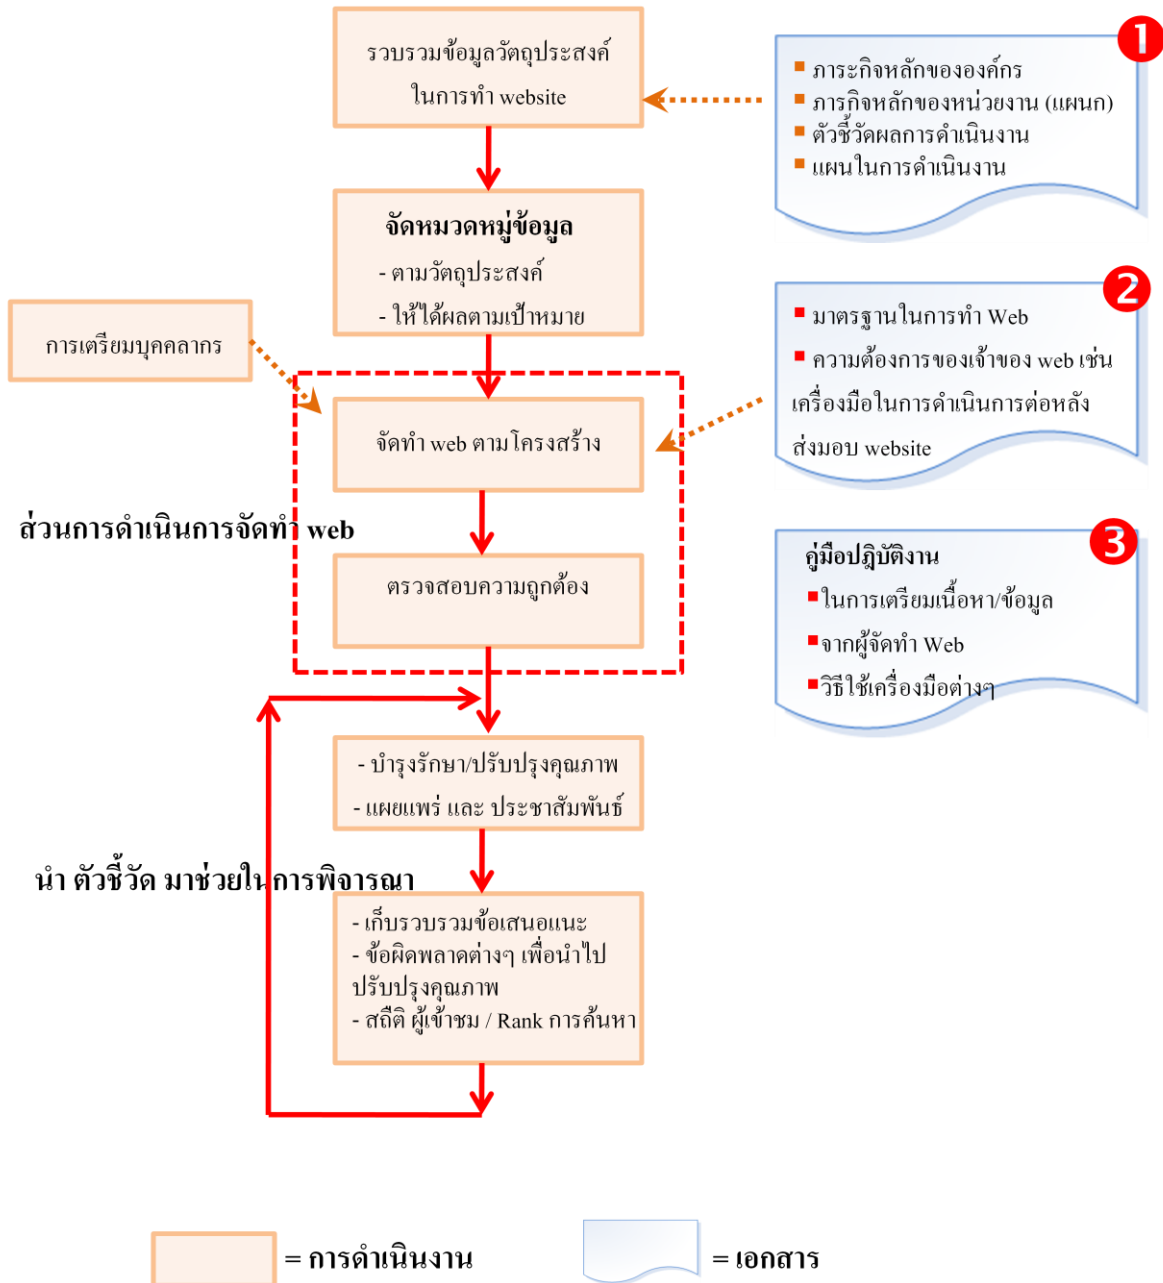 รวบรวมข้อมูลวัตถุประสงค์
ในการทำ website
1
ภาระกิจหลักขององค์กร
ภารกิจหลักของหน่วยงาน (แผนก)
ตัวชี้วัดผลการดำเนินงาน
แผนในการดำเนินงาน
จัดหมวดหมู่ข้อมูล
- ตามวัตถุประสงค์
- ให้ได้ผลตามเป้าหมาย
การเตรียมบุคคลากร
2
มาตรฐานในการทำ Web
ความต้องการของเจ้าของ web เช่น
เครื่องมือในการดำเนินการต่อหลัง
ส่งมอบ website
จัดทำ web ตามโครงสร้าง
ส่วนการดำเนินการจัดทำ web
ตรวจสอบความถูกต้อง
3
คู่มือปฎิบัติงาน
ในการเตรียมเนื้อหา/ข้อมูล
จากผู้จัดทำ Web
วิธีใช้เครื่องมือต่างๆ
- บำรุงรักษา/ปรับปรุงคุณภาพ
- แผยแพร่ และ ประชาสัมพันธ์
นำ ตัวชี้วัด มาช่วยในการพิจารณา
- เก็บรวบรวมข้อเสนอแนะ
- ข้อผิดพลาดต่างๆ เพื่อนำไป
ปรับปรุงคุณภาพ
- สถิติ ผู้เข้าชม / Rank การค้นหา
= การดำเนินงาน
= เอกสาร